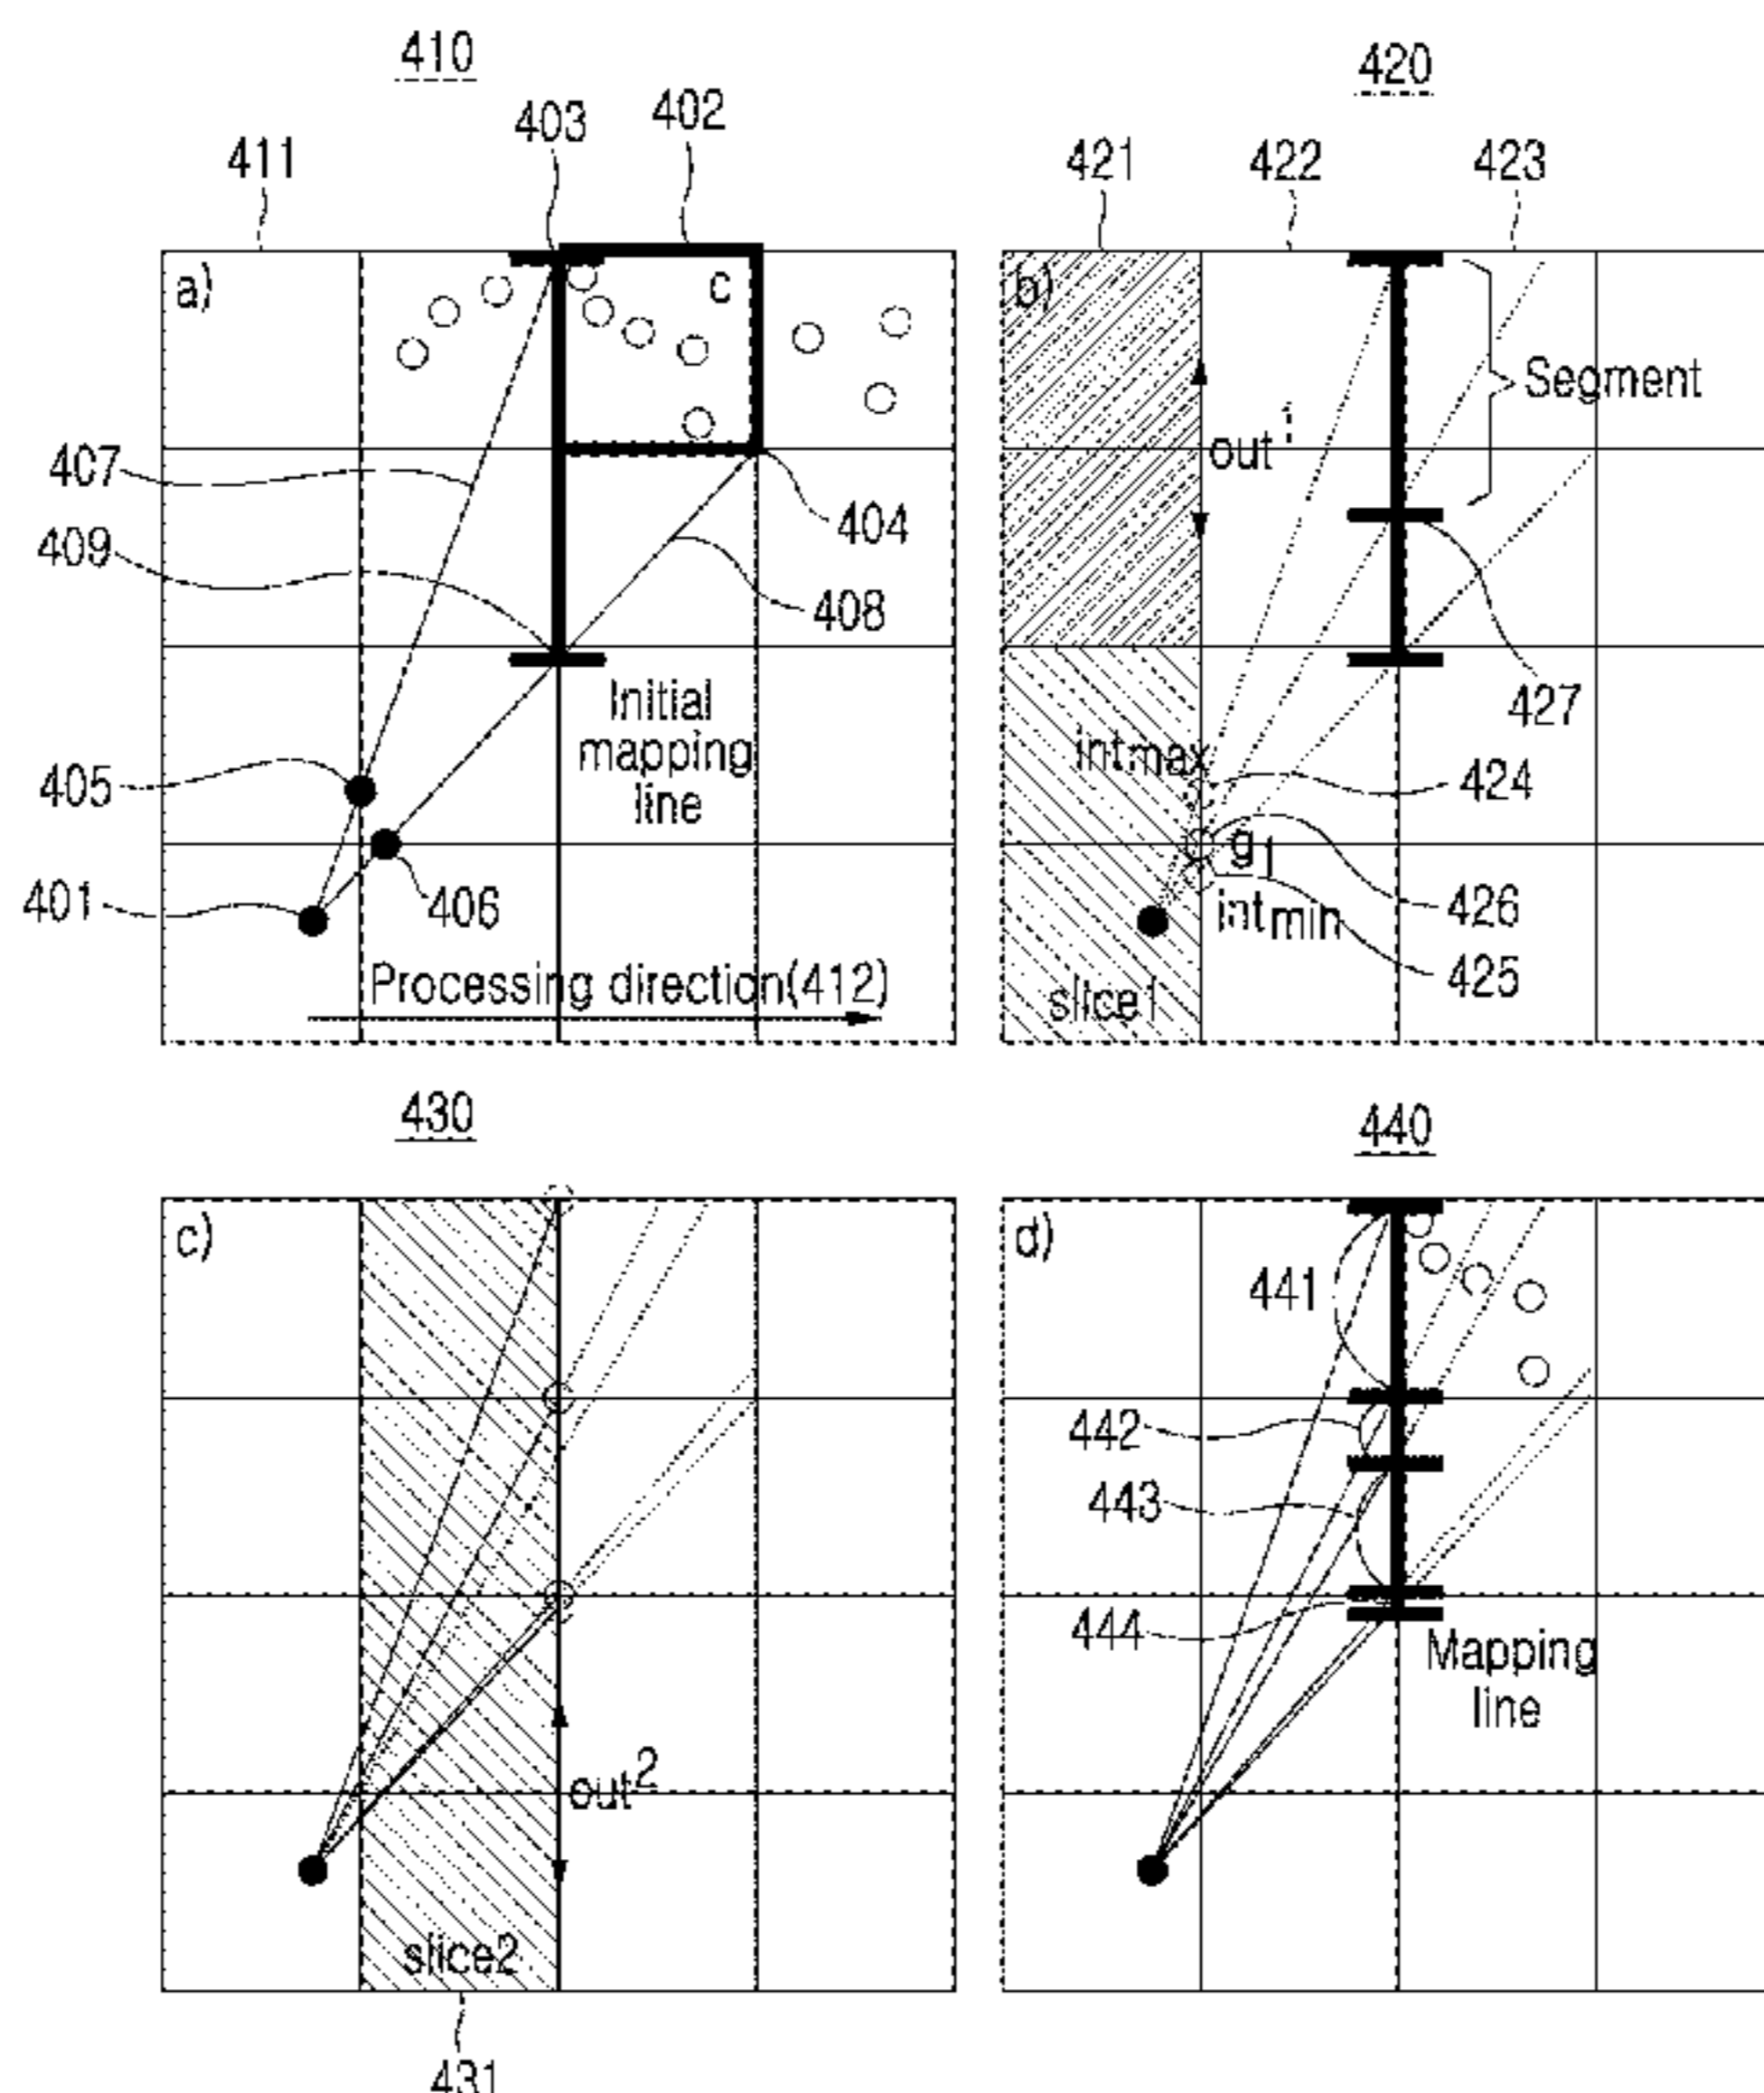 410
420
403
402
411
421
422
423
a)
c
b)
Segment
out1
407
404
409
408
427
Initial
mapping
line
intmax
424
405
g1
401
406
intmin
426
425
Processing direction(412)
slice1
430
440
c)
d)
441
442
443
444
Mapping
line
out2
slice2
431